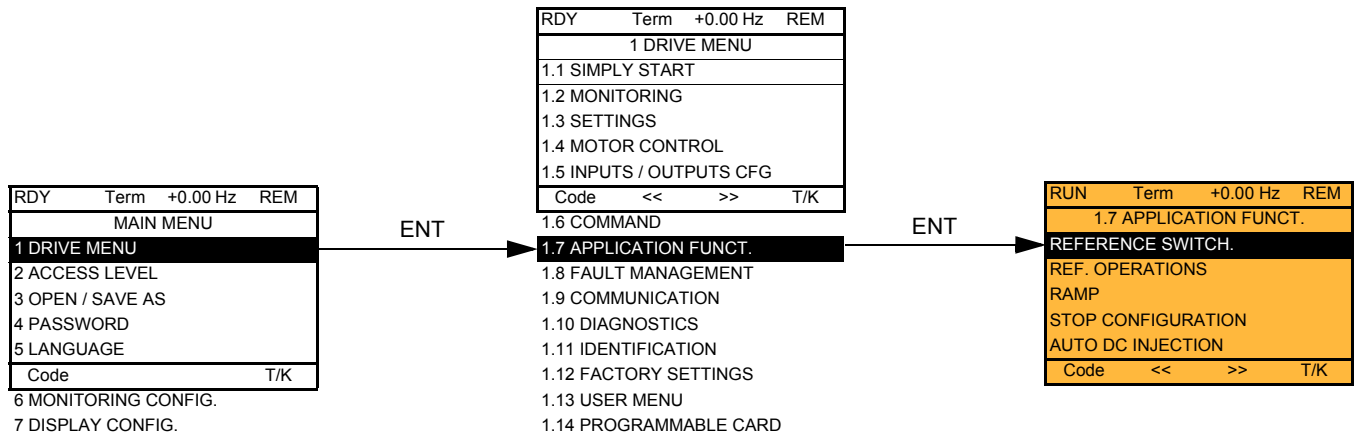 RDY Term +0.00 Hz REM
MAIN MENU
1 DRIVE MENU
2 ACCESS LEVEL
3 OPEN / SAVE AS
4 PASSWORD
5 LANGUAGE
Code T/K
6 MONITORING CONFIG.
7 DISPLAY CONFIG.
ENT
RDY Term +0.00 Hz REM
1 DRIVE MENU
1.1 SIMPLY START
1.2 MONITORING
1.3 SETTINGS
1.4 MOTOR CONTROL
1.5 INPUTS / OUTPUTS CFG
Code << >> T/K
1.6 COMMAND
1.7 APPLICATION FUNCT.
1.8 FAULT MANAGEMENT
1.9 COMMUNICATION
1.10 DIAGNOSTICS
1.11 IDENTIFICATION
1.12 FACTORY SETTINGS
1.13 USER MENU
1.14 PROGRAMMABLE CARD
ENT
RUN Term +0.00 Hz REM
1.7 APPLICATION FUNCT.
REFERENCE SWITCH.
REF. OPERATIONS
RAMP
STOP CONFIGURATION
AUTO DC INJECTION
Code << >> T/K